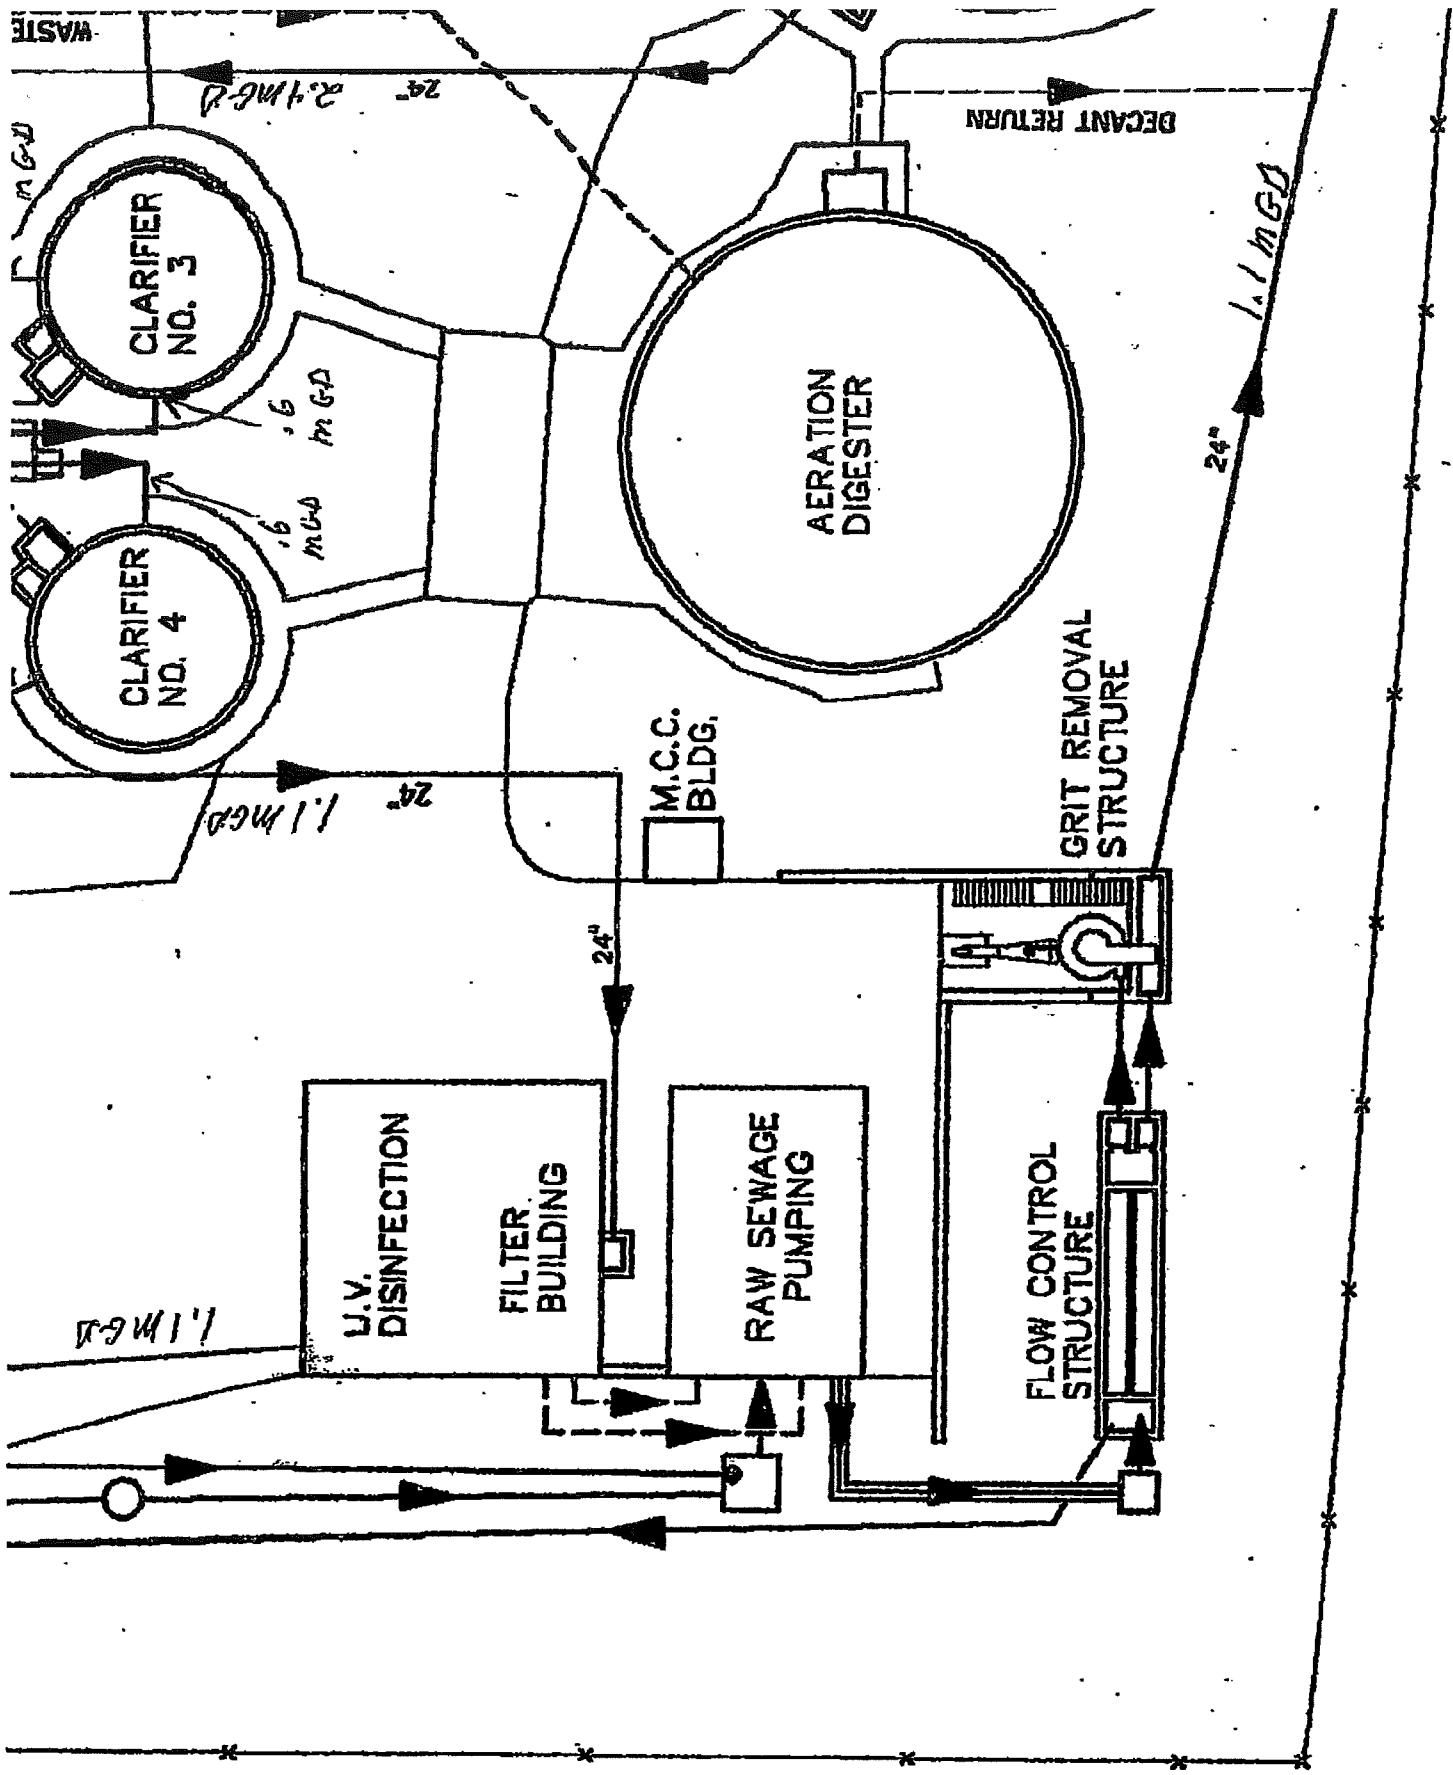 WASTE
24"
2.4 MGD
DECANT RETURN
MGD
CLARIFIER
NO. 3
1.1 MGD
.6
MGD
24"
AERATION
DIGESTER
.6
MGD
CLARIFIER
NO. 4
24"
1.1 MGD
M.C.C.
BLDG.
GRIT REMOVAL
STRUCTURE
24"
U.V.
DISINFECTION
FILTER
BUILDING
RAW SEWAGE
PUMPING
FLOW CONTROL
STRUCTURE
1.1 MGD